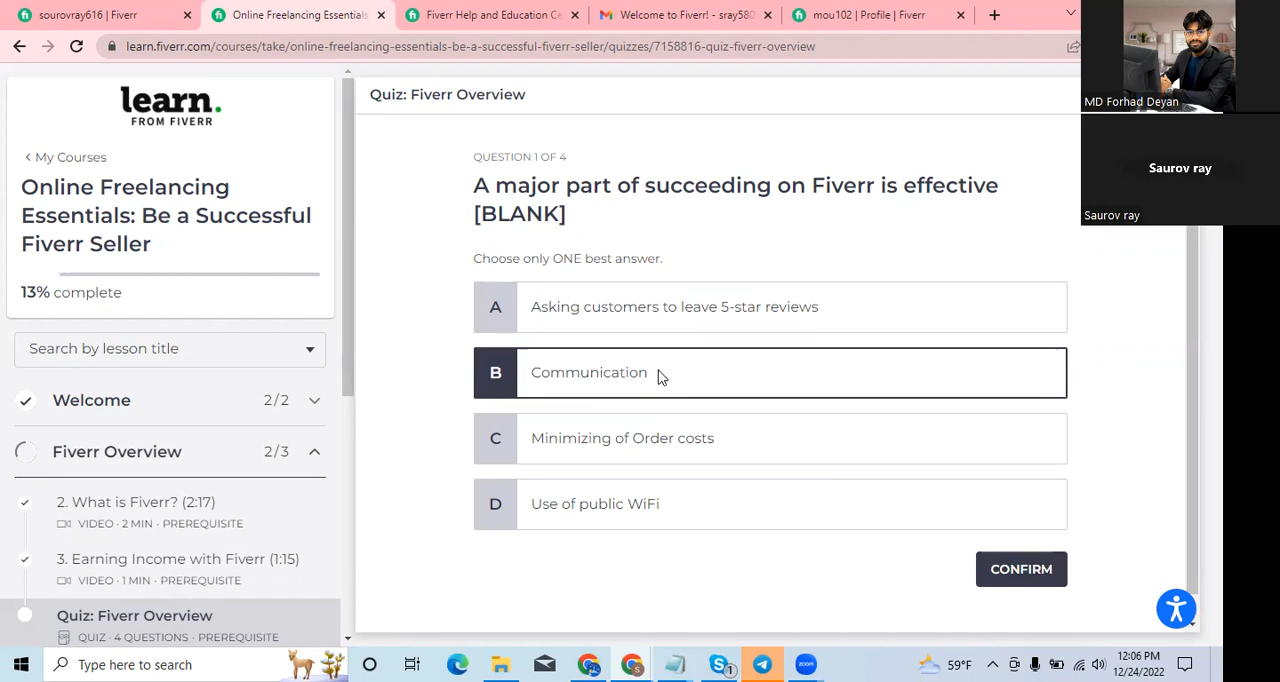 sourovray616 | Fiverr
Online Freelancing Essentials
Fiverr Help and Education Ce
Welcome to Fiverr! - sray580
mou102 | Profile | Fiverr
learn.fiverr.com/courses/take/online-freelancing-essentials-be-a-successful-fiverr-seller/quizzes/7158816-quiz-fiverr-overview
MD Forhad Deyan
Saurov ray
Saurov ray
learn.
FROM FIVERR
My Courses
Online Freelancing
Essentials: Be a Successful
Fiverr Seller
13% complete
Search by lesson title
Welcome 2/2
Fiverr Overview 2/3
2. What is Fiverr? (2:17)
VIDEO · 2 MIN · PREREQUISITE
3. Earning Income with Fiverr (1:15)
VIDEO · 1 MIN · PREREQUISITE
Quiz: Fiverr Overview
QUIZ · 4 QUESTIONS · PREREQUISITE
Quiz: Fiverr Overview
QUESTION 1 OF 4
A major part of succeeding on Fiverr is effective
[BLANK]
Choose only ONE best answer.
A Asking customers to leave 5-star reviews
B Communication
C Minimizing of Order costs
D Use of public WiFi
CONFIRM
Type here to search
1
zoom
59°F
12:06 PM
12/24/2022